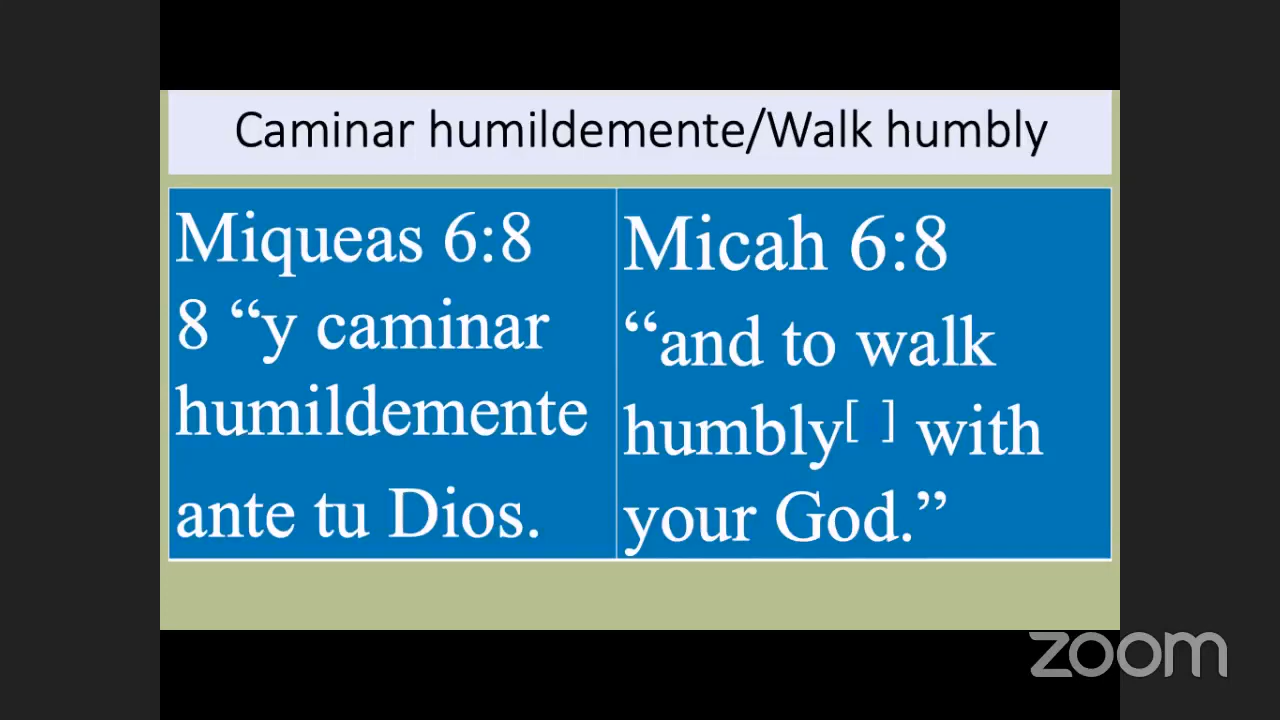 Caminar humildemente/Walk humbly
Miqueas 6:8
8 “y caminar
humildemente
ante tu Dios.
Micah 6:8
“and to walk
humbly[ ] with
your God.”
zoom